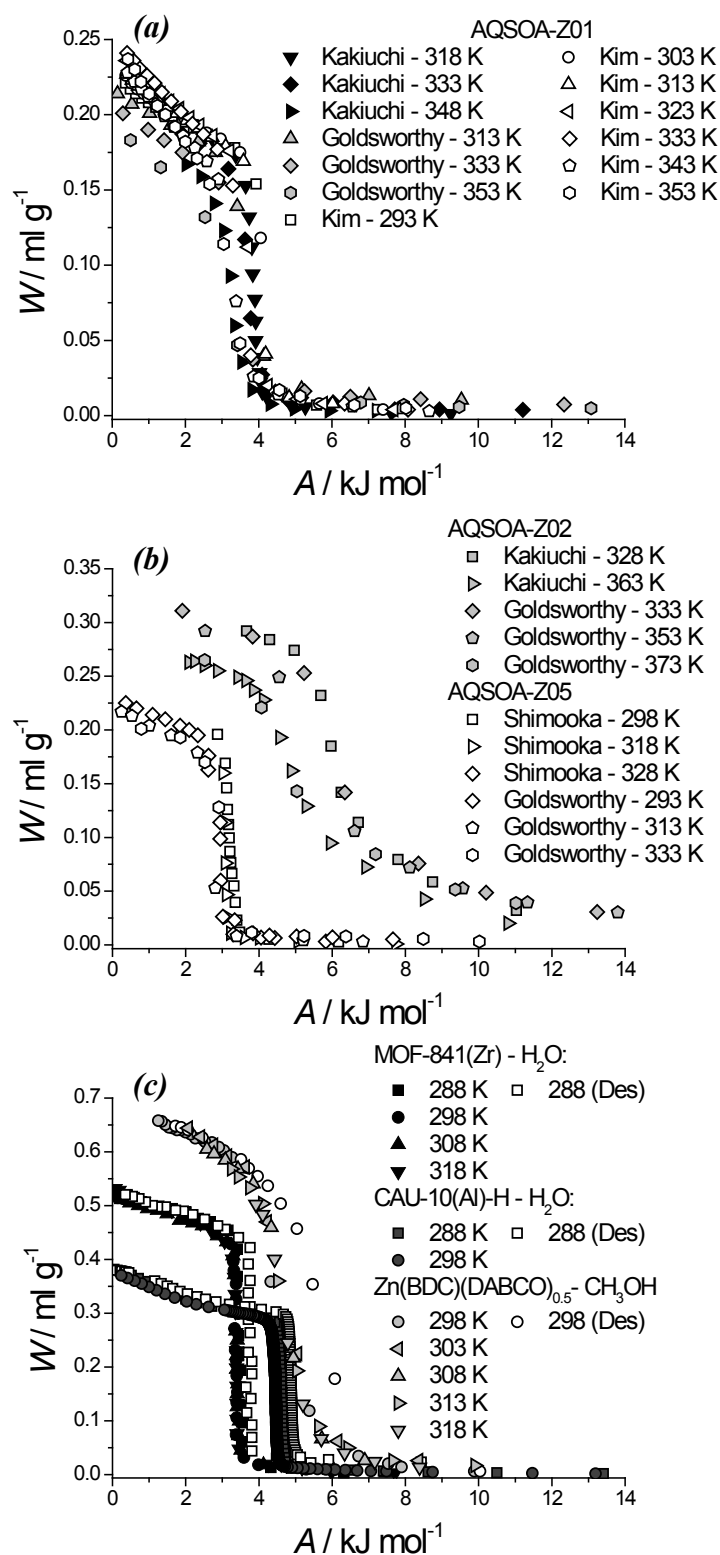 (a)
AQSOA-Z01
Kakiuchi - 318 K
Kakiuchi - 333 K
Kakiuchi - 348 K
Goldsworthy - 313 K
Goldsworthy - 333 K
Goldsworthy - 353 K
Kim - 293 K
Kim - 303 K
Kim - 313 K
Kim - 323 K
Kim - 333 K
Kim - 343 K
Kim - 353 K
0.25
0.20
0.15
0.10
0.05
0.00
W / ml g⁻¹
0 2 4 6 8 10 12 14
A / kJ mol⁻¹
(b)
AQSOA-Z02
Kakiuchi - 328 K
Kakiuchi - 363 K
Goldsworthy - 333 K
Goldsworthy - 353 K
Goldsworthy - 373 K
AQSOA-Z05
Shimooka - 298 K
Shimooka - 318 K
Shimooka - 328 K
Goldsworthy - 293 K
Goldsworthy - 313 K
Goldsworthy - 333 K
0.35
0.30
0.25
0.20
0.15
0.10
0.05
0.00
W / ml g⁻¹
0 2 4 6 8 10 12 14
A / kJ mol⁻¹
(c)
MOF-841(Zr) - H₂O:
288 K 288 (Des)
298 K
308 K
318 K
CAU-10(Al)-H - H₂O:
288 K 288 (Des)
298 K
Zn(BDC)(DABCO)₀.₅- CH₃OH
298 K 298 (Des)
303 K
308 K
313 K
318 K
0.7
0.6
0.5
0.4
0.3
0.2
0.1
0.0
W / ml g⁻¹
0 2 4 6 8 10 12 14
A / kJ mol⁻¹